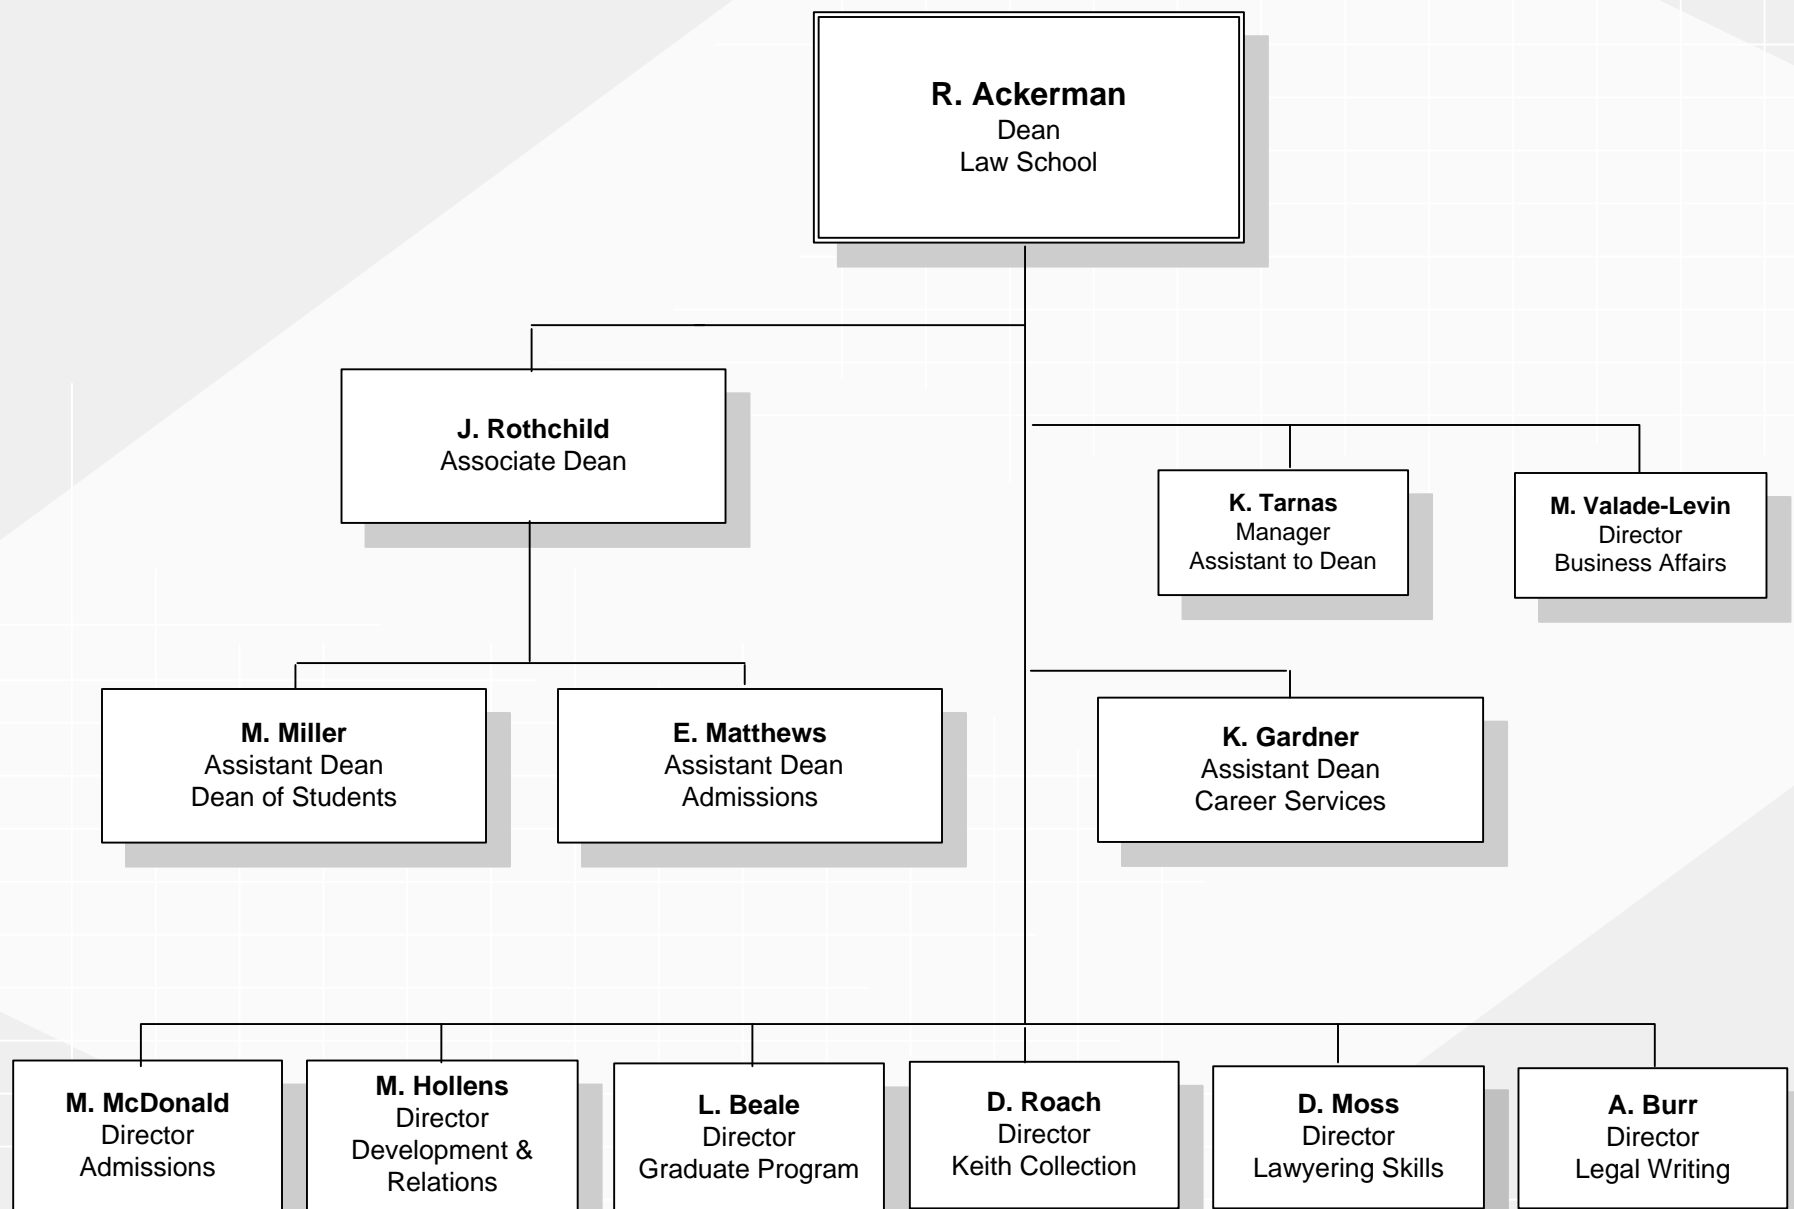 R. Ackerman
Dean
Law School
J. Rothchild
Associate Dean
K. Tarnas
Manager
Assistant to Dean
M. Valade-Levin
Director
Business Affairs
M. Miller
Assistant Dean
Dean of Students
E. Matthews
Assistant Dean
Admissions
K. Gardner
Assistant Dean
Career Services
M. McDonald
Director
Admissions
M. Hollens
Director
Development &
Relations
L. Beale
Director
Graduate Program
D. Roach
Director
Keith Collection
D. Moss
Director
Lawyering Skills
A. Burr
Director
Legal Writing